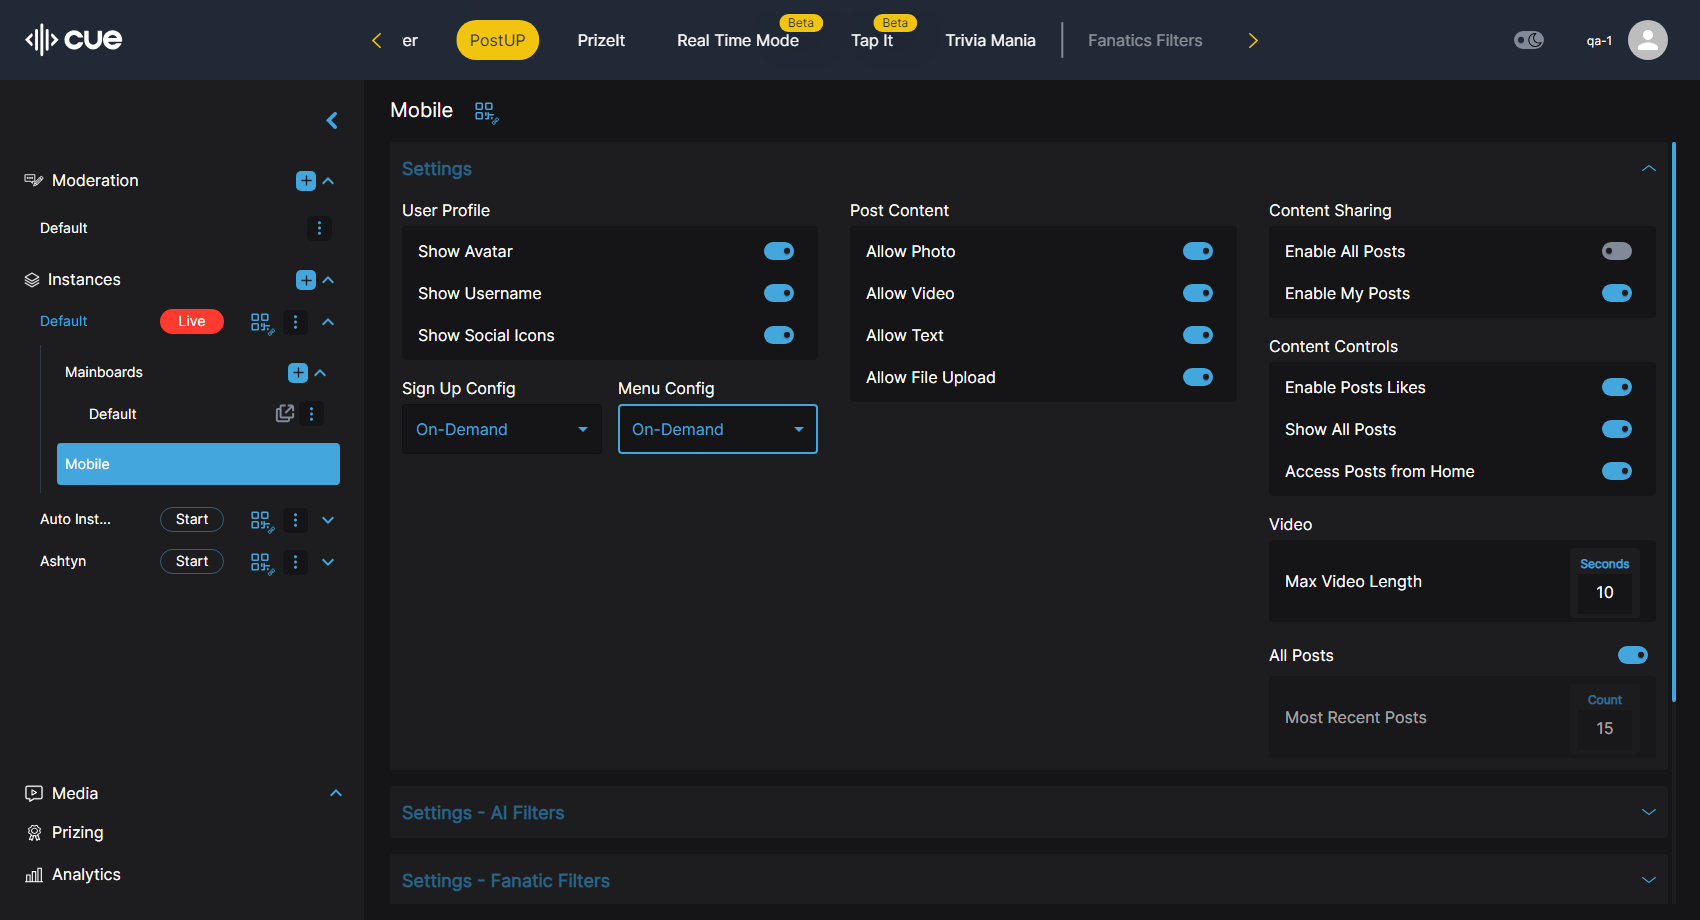 cue
er
PostUP
PrizeIt
Real Time Mode
Beta
Tap It
Beta
Trivia Mania
Fanatics Filters
qa-1
Moderation
Default
Instances
Default
Live
Mainboards
Default
Mobile
Auto Inst...
Start
Ashtyn
Start
Media
Prizing
Analytics
Mobile
Settings
User Profile
Show Avatar
Show Username
Show Social Icons
Sign Up Config
On-Demand
Menu Config
On-Demand
Post Content
Allow Photo
Allow Video
Allow Text
Allow File Upload
Content Sharing
Enable All Posts
Enable My Posts
Content Controls
Enable Posts Likes
Show All Posts
Access Posts from Home
Video
Max Video Length
Seconds
10
All Posts
Most Recent Posts
Count
15
Settings - AI Filters
Settings - Fanatic Filters